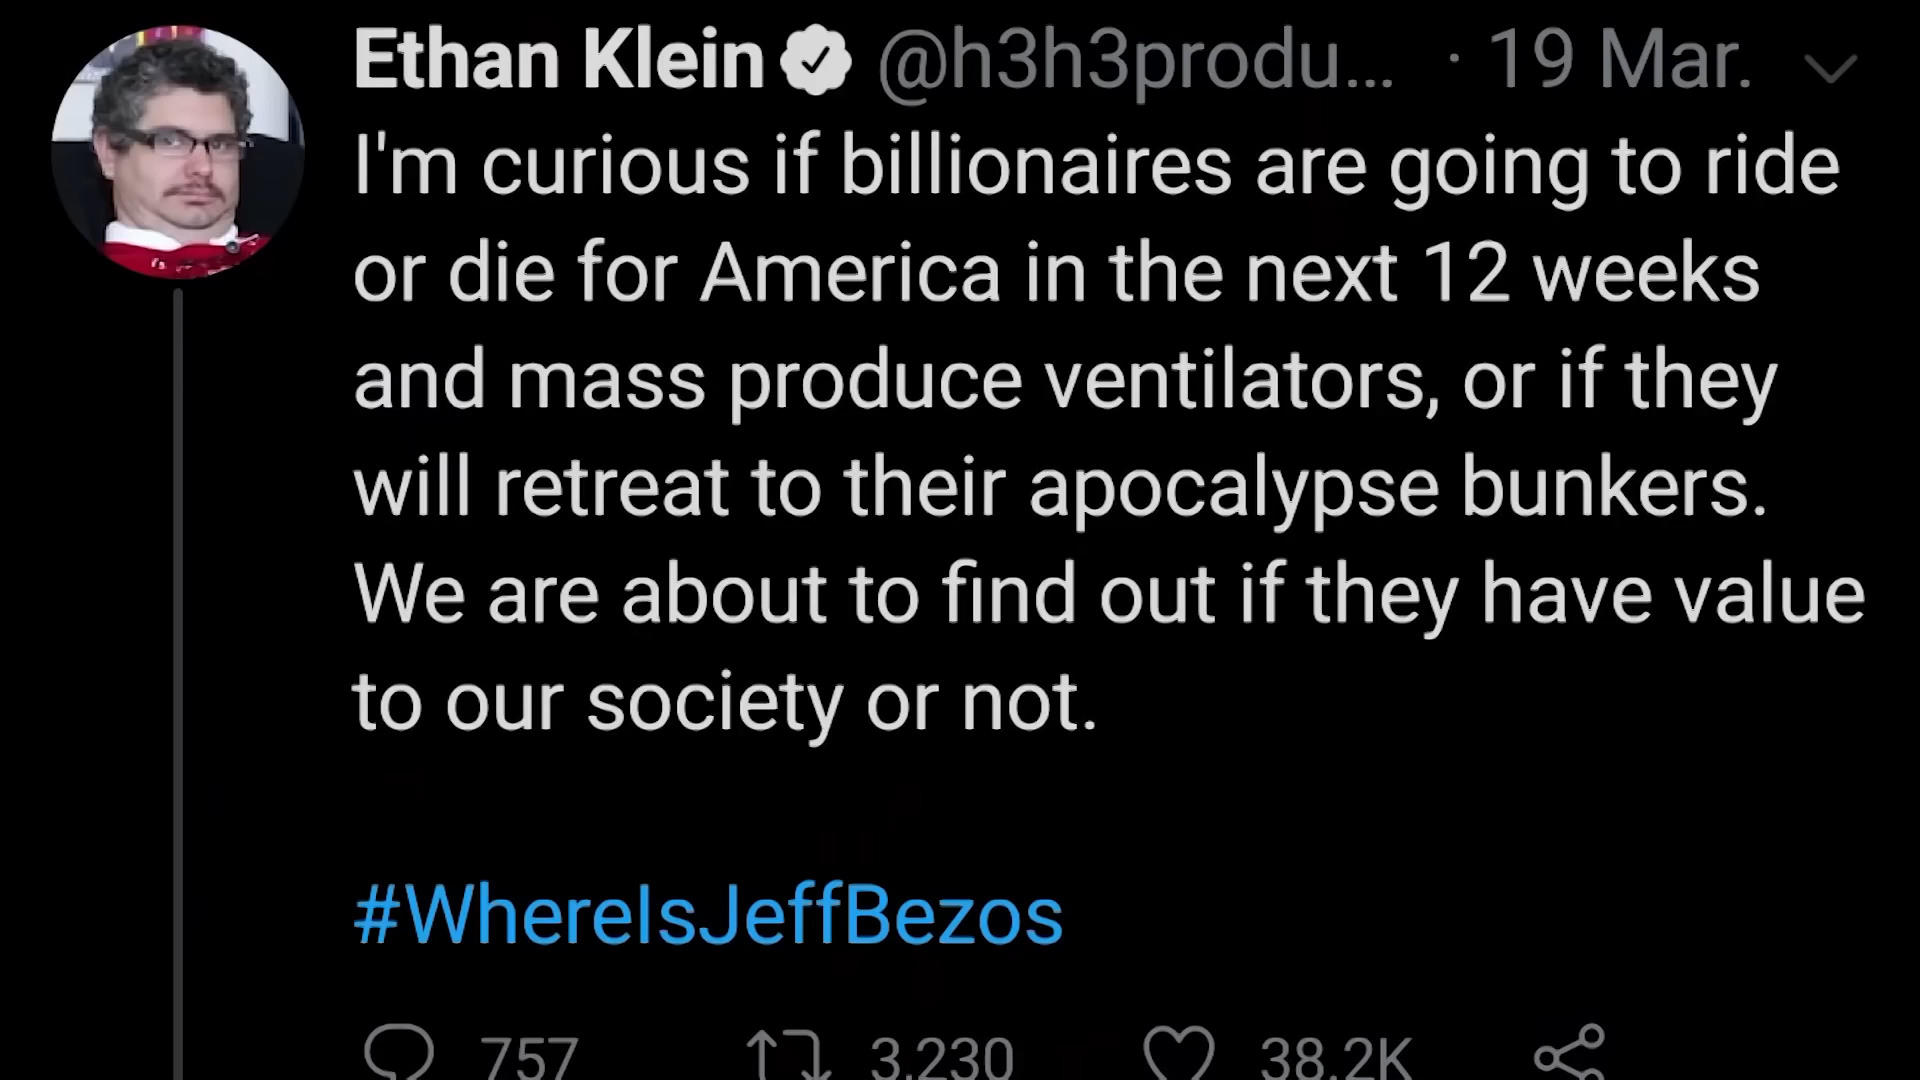 Ethan Klein @h3h3produ... · 19 Mar.
I'm curious if billionaires are going to ride
or die for America in the next 12 weeks
and mass produce ventilators, or if they
will retreat to their apocalypse bunkers.
We are about to find out if they have value
to our society or not.
#WhereIsJeffBezos
757 3,230 38.2K